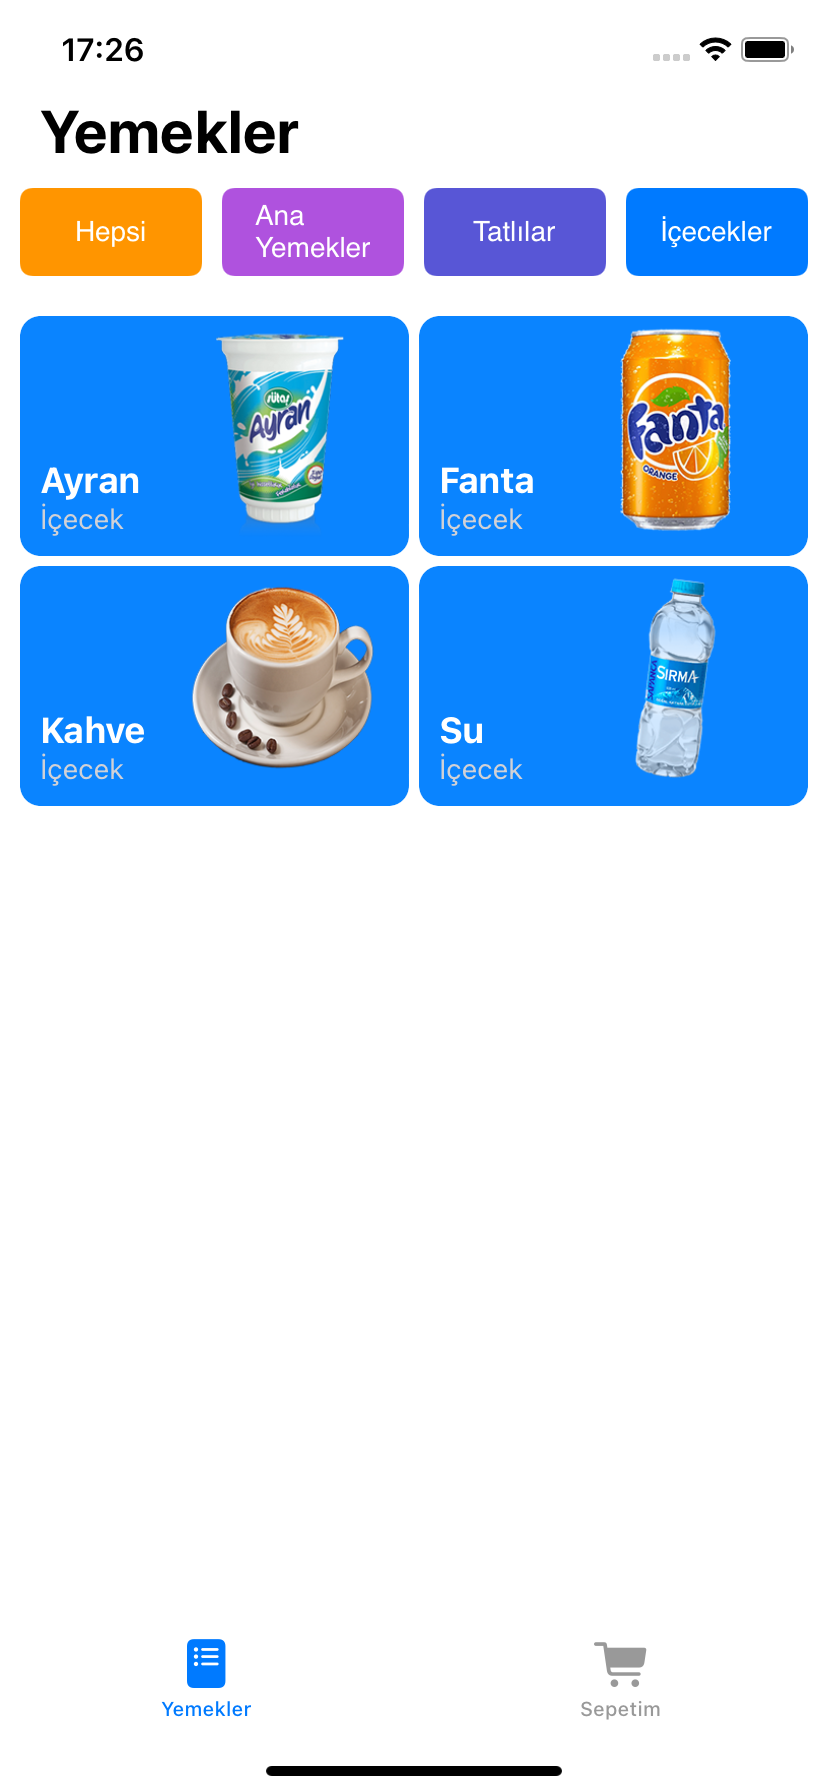 17:26
Yemekler
Hepsi
Ana
Yemekler
Tatlılar
İçecekler
sütaş
Ayran
Ayran
İçecek
Fanta
ORANGE
Fanta
İçecek
Kahve
İçecek
SAPANCA
SIRMA
Su
İçecek
Yemekler
Sepetim